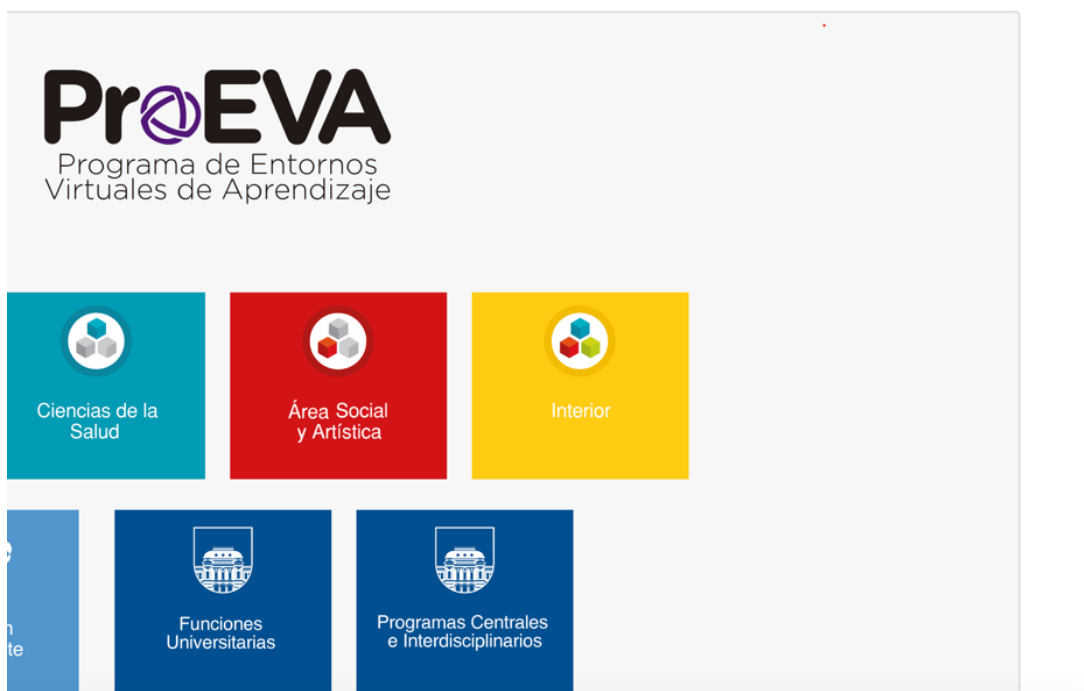 ProEVA
Programa de Entornos
Virtuales de Aprendizaje
Ciencias de la
Salud
Área Social
y Artística
Interior
Funciones
Universitarias
Programas Centrales
e Interdisciplinarios